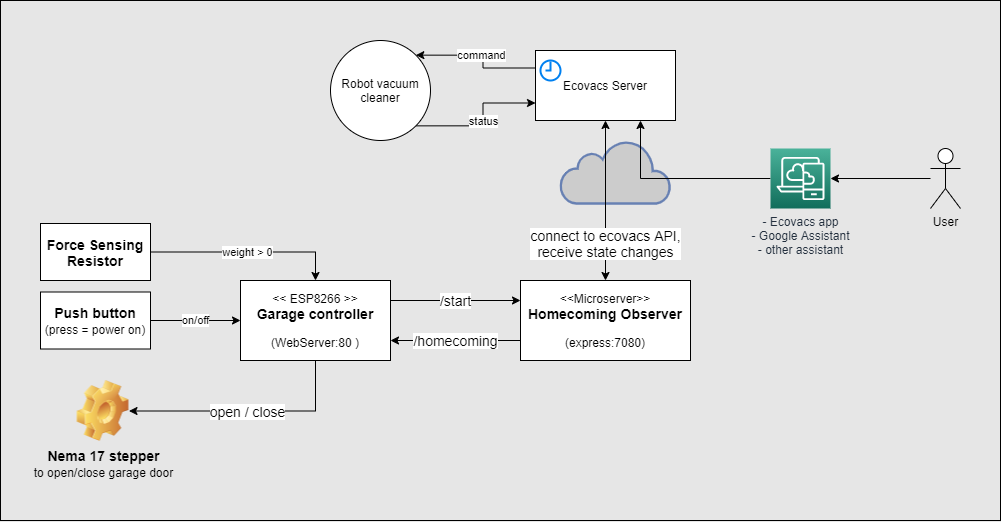 command
Robot vacuum
cleaner
Ecovacs Server
status
- Ecovacs app
- Google Assistant
- other assistant
User
connect to ecovacs API,
receive state changes
Force Sensing
Resistor
weight > 0
Push button
(press = power on)
on/off
<< ESP8266 >>
Garage controller
(WebServer:80 )
/start
/homecoming
<<Microserver>>
Homecoming Observer
(express:7080)
open / close
Nema 17 stepper
to open/close garage door